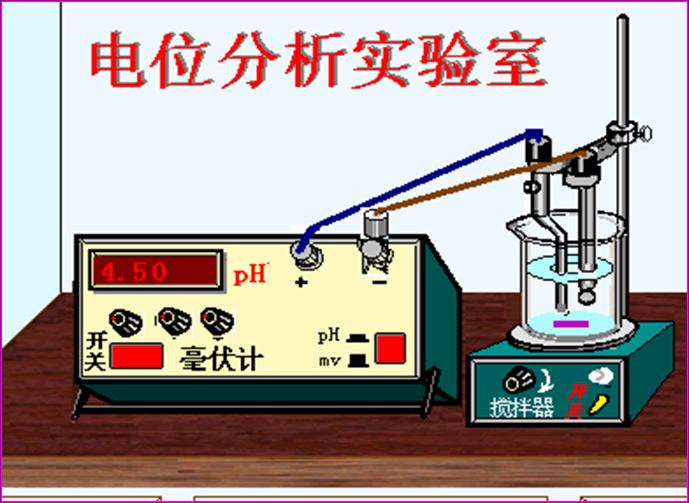 电位分析实验室
4.50 pH
+ -
开关 毫伏计
pH
mv
搅拌器 开关